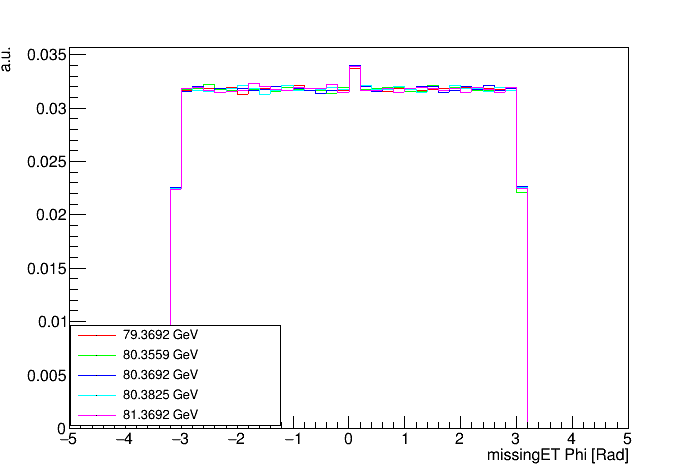 a.u.
0.035
0.03
0.025
0.02
0.015
0.01
0.005
0
79.3692 GeV
80.3559 GeV
80.3692 GeV
80.3825 GeV
81.3692 GeV
−5 −4 −3 −2 −1 0 1 2 3 4 5
missingET Phi [Rad]